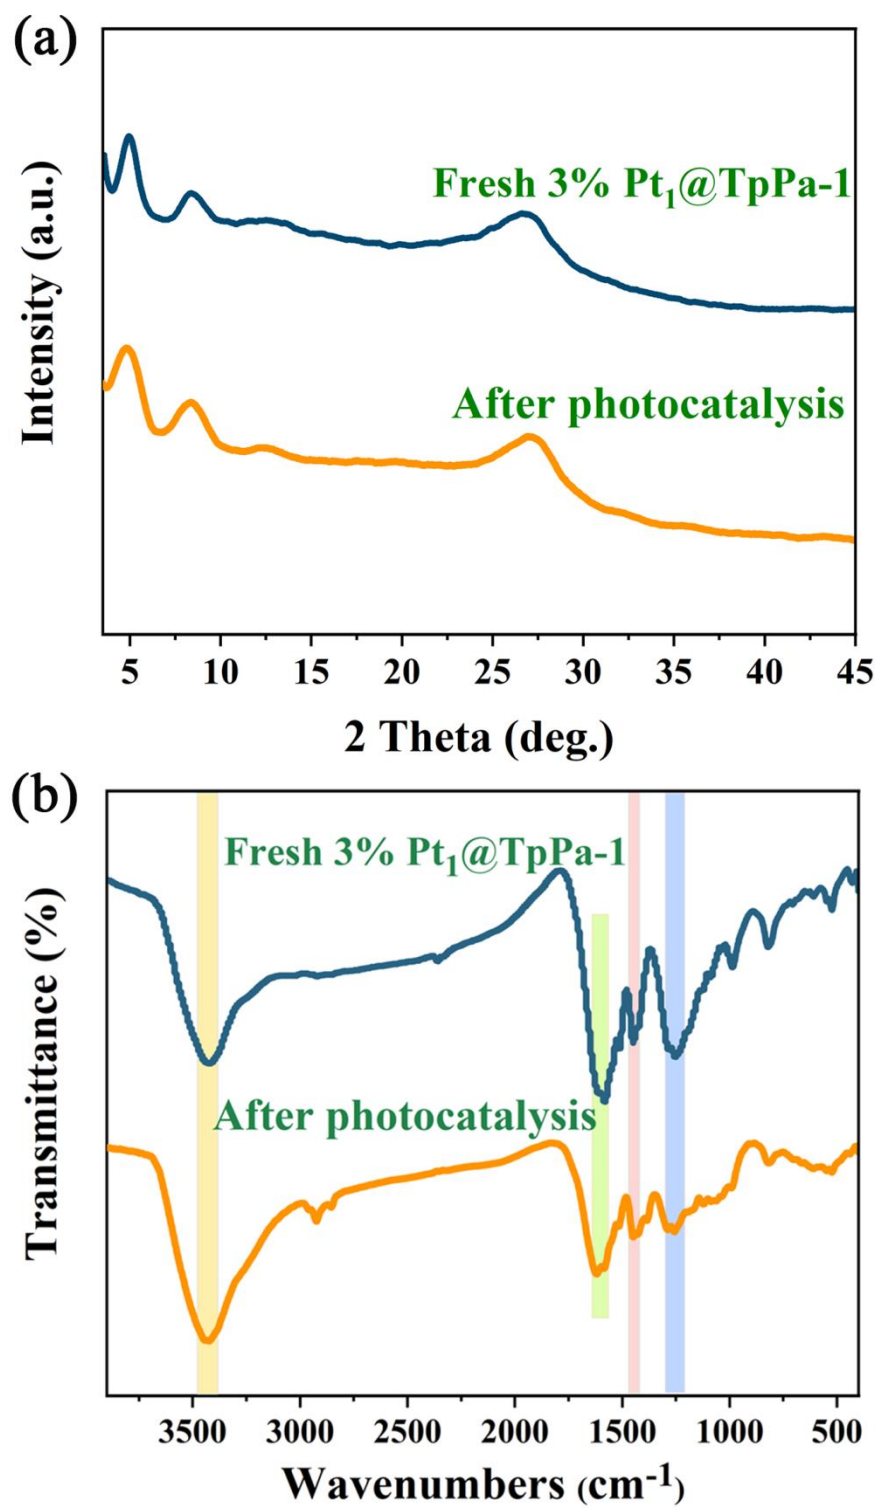 (a)
Intensity (a.u.)
Fresh 3% Pt₁@TpPa-1
After photocatalysis
5 10 15 20 25 30 35 40 45
2 Theta (deg.)
(b)
Transmittance (%)
Fresh 3% Pt₁@TpPa-1
After photocatalysis
3500 3000 2500 2000 1500 1000 500
Wavenumbers (cm⁻¹)